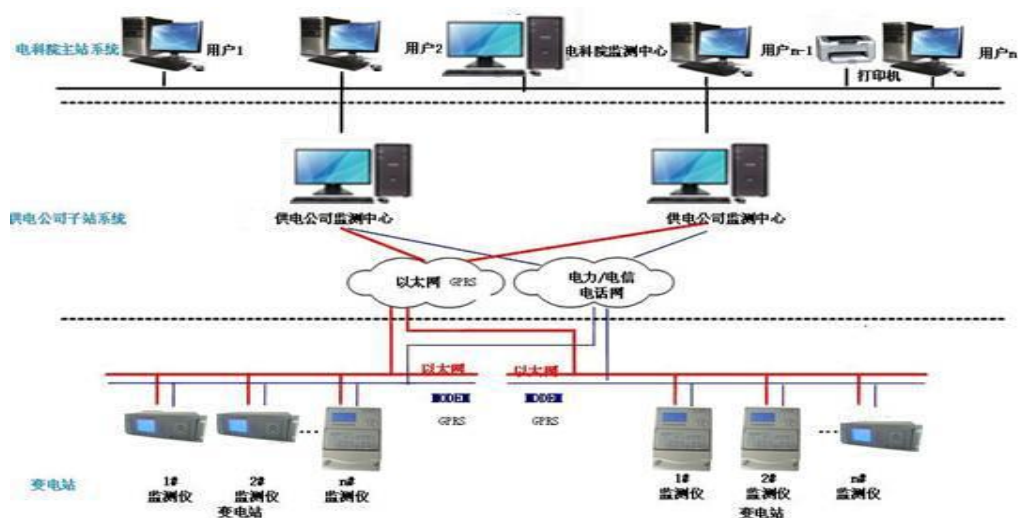 电科院主站系统
用户1
用户2
电科院监测中心
用户n-1
打印机
用户n
供电公司子站系统
供电公司监测中心
供电公司监测中心
以太网 GPRS
电力/电信
电话网
以太网
以太网
MODEM
MODEM
GPRS
GPRS
变电站
1#
监测仪
2#
监测仪
n#
监测仪
变电站
1#
监测仪
2#
监测仪
n#
监测仪
变电站